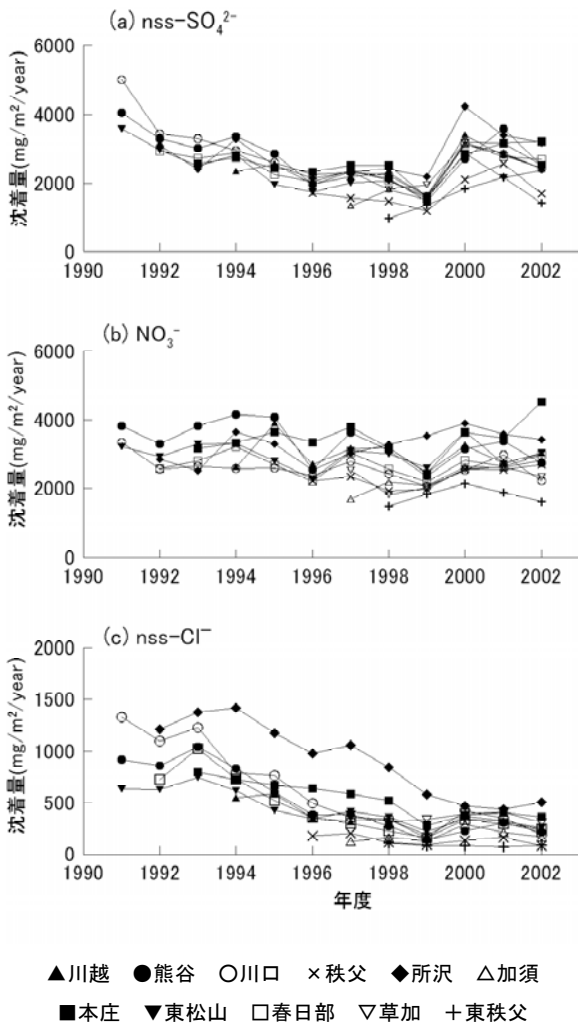 (a) nss-SO₄²⁻
6000
4000
2000
0
沈着量(mg/m²/year)
1990 1992 1994 1996 1998 2000 2002
(b) NO₃⁻
6000
4000
2000
0
沈着量(mg/m²/year)
1990 1992 1994 1996 1998 2000 2002
(c) nss-Cl⁻
2000
1500
1000
500
0
沈着量(mg/m²/year)
1990 1992 1994 1996 1998 2000 2002
年度
▲川越 ●熊谷 ○川口 ×秩父 ◆所沢 △加須
■本庄 ▼東松山 □春日部 ▽草加 +東秩父